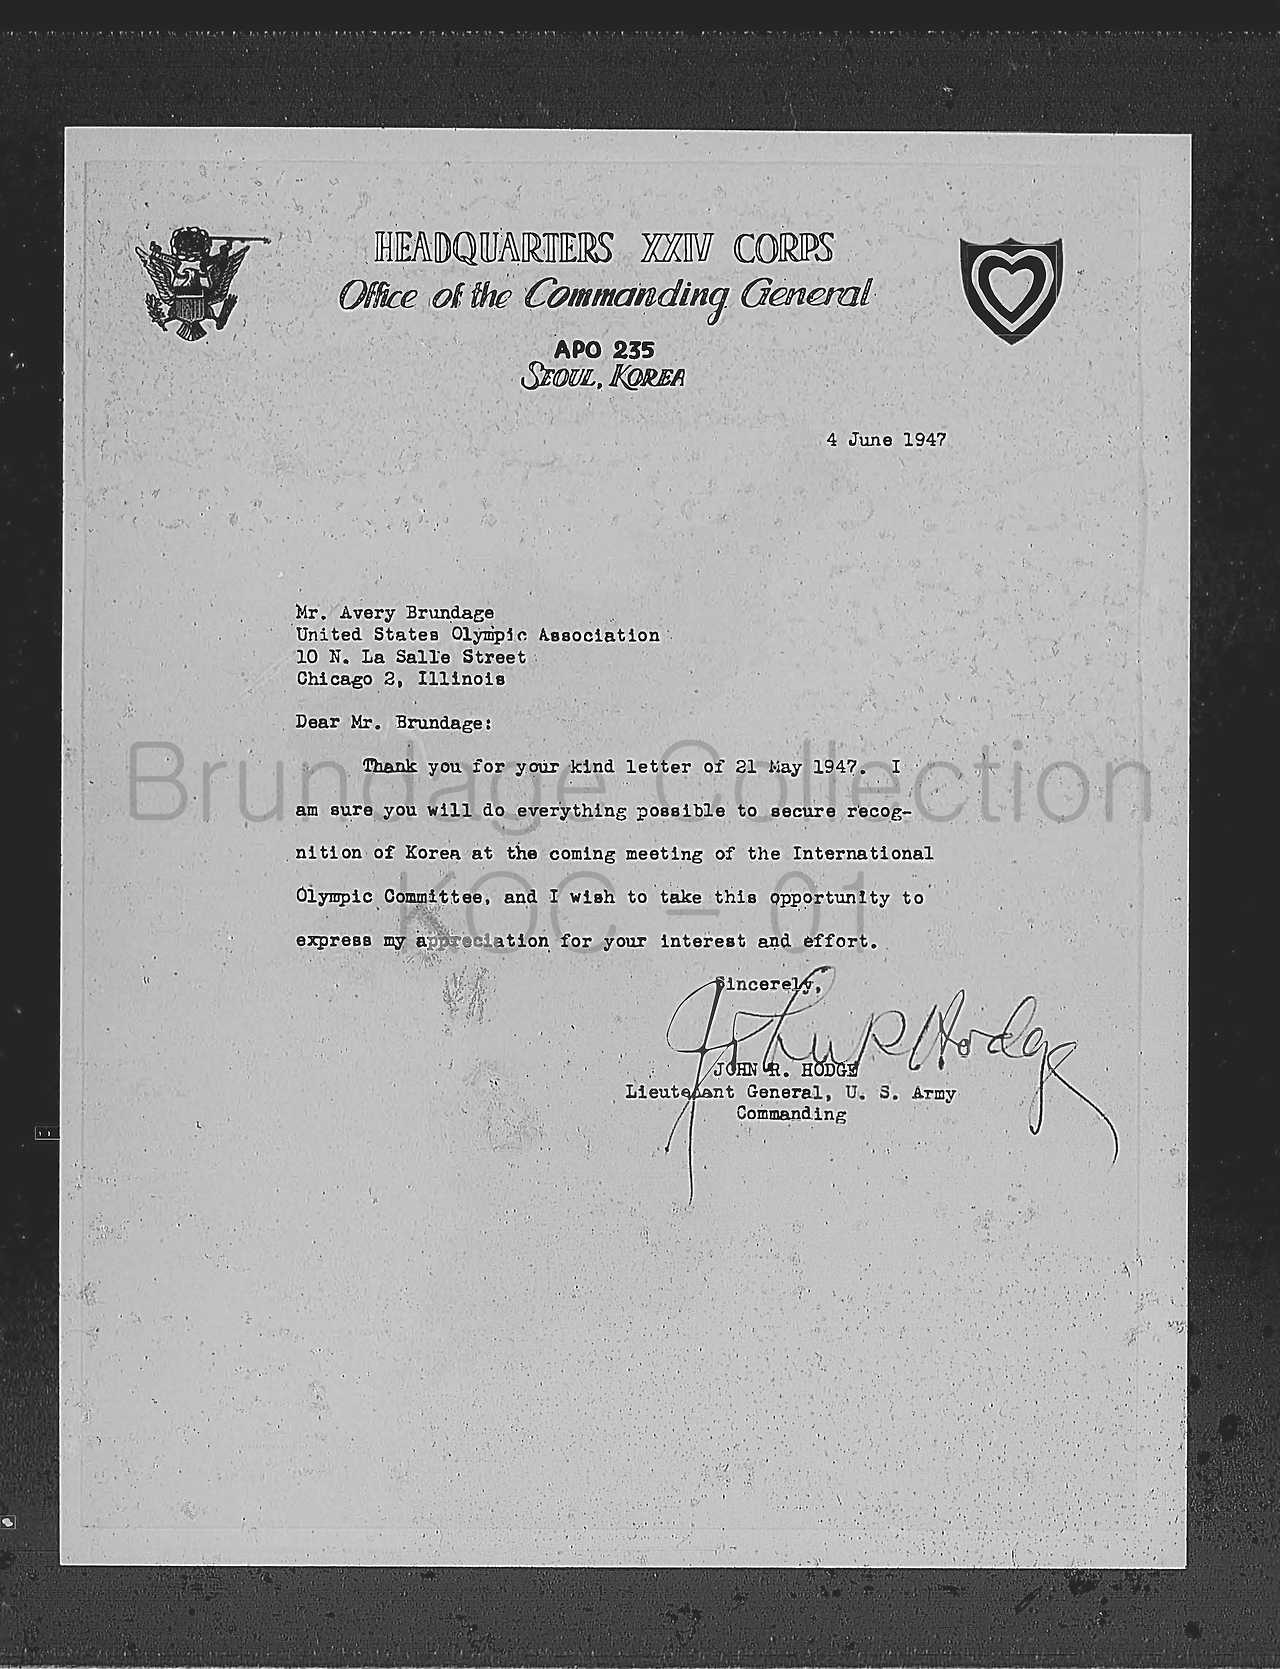 HEADQUARTERS XXIV CORPS
Office of the Commanding General
APO 235
SEOUL, KOREA
4 June 1947
Mr. Avery Brundage
United States Olympic Association
10 N. La Salle Street
Chicago 2, Illinois
Dear Mr. Brundage:
Thank you for your kind letter of 21 May 1947. I
am sure you will do everything possible to secure recog-
nition of Korea at the coming meeting of the International
Olympic Committee, and I wish to take this opportunity to
express my appreciation for your interest and effort.
Sincerely,
John R Hodge
JOHN R. HODGE
Lieutenant General, U. S. Army
Commanding
Brundage Collection
KOC - 01